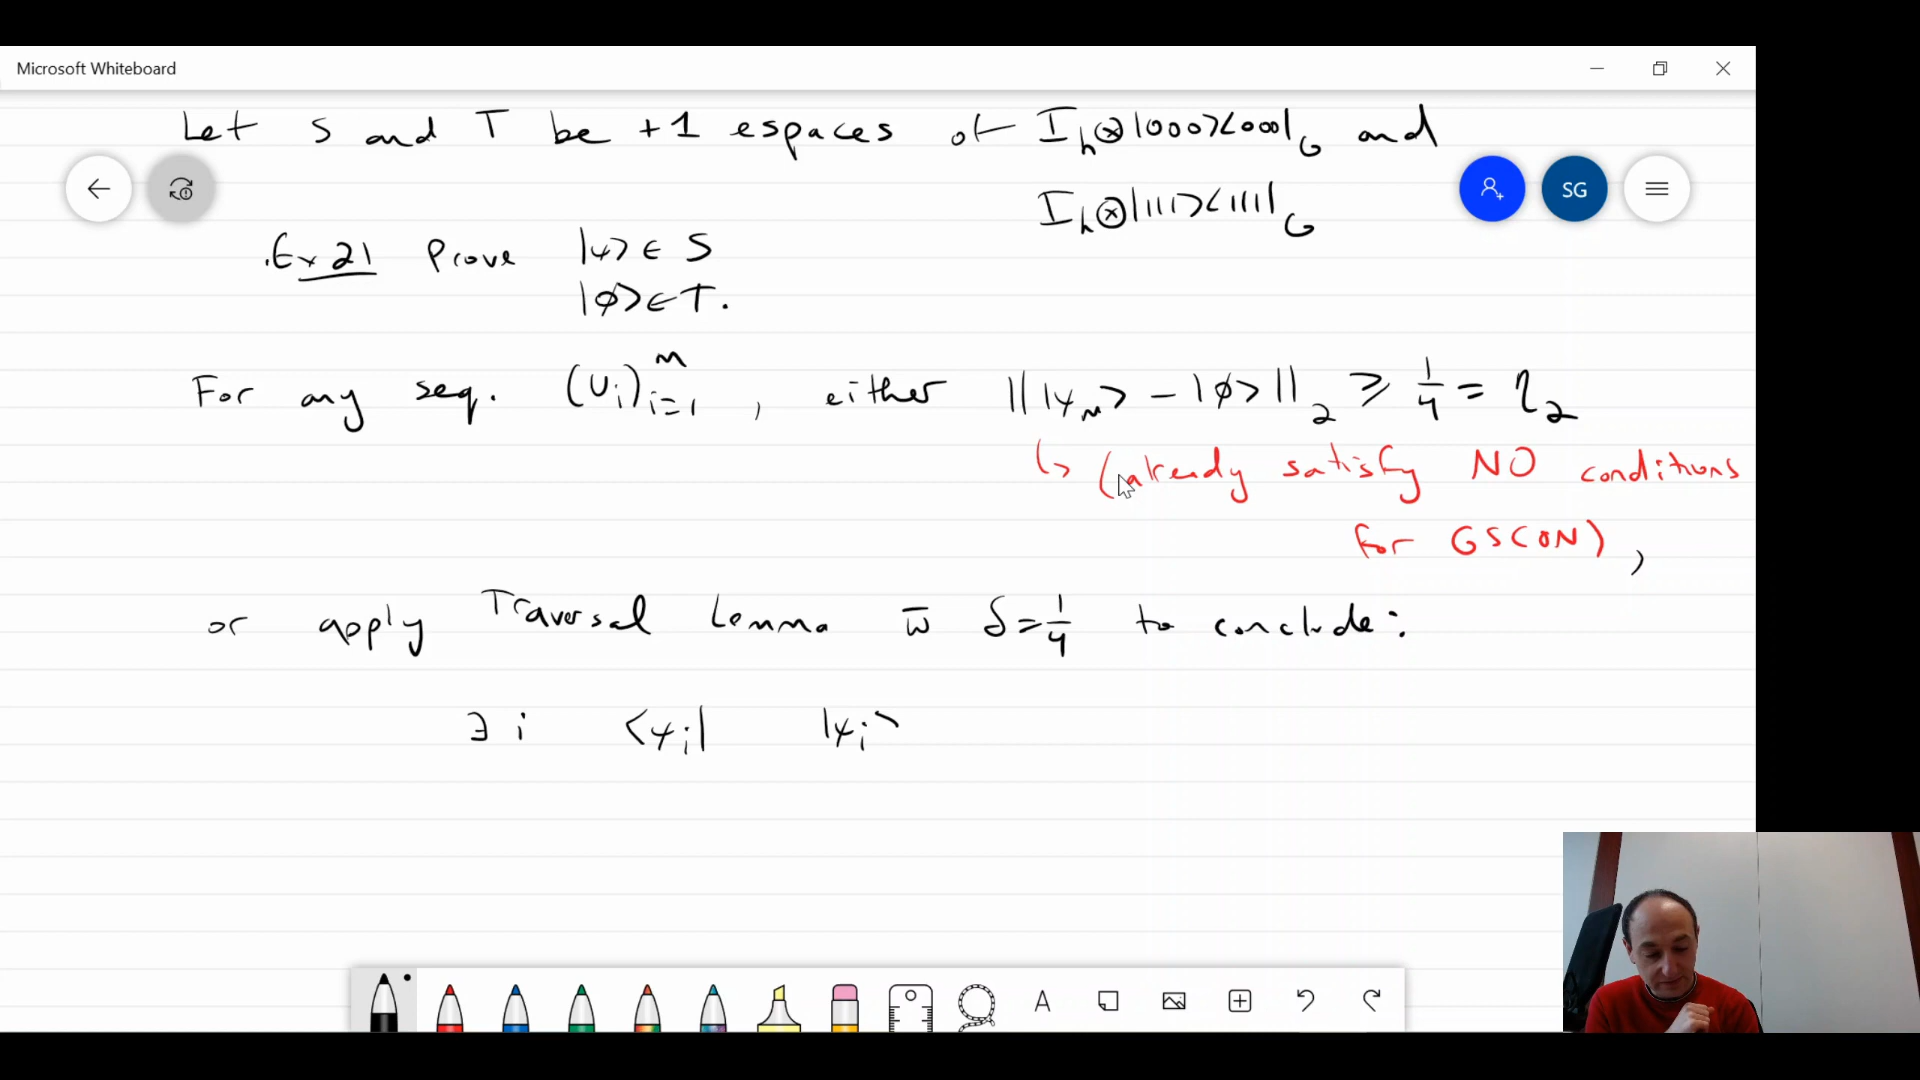 Microsoft Whiteboard
Let S and T be +1 espaces of I_h⊗|000><000|_G and
I_h⊗|111><111|_G
SG
.Ex 21 Prove |ψ> ∈ S
|ϕ> ∈ T.
For any seq. (U_i)_{i=1}^m, either || |ψ_m> - |ϕ> ||_2 ≥ 1/4 = η_2
↳ (already satisfy NO conditions
for GSCON),
or apply Traversal Lemma w̄ δ=1/4 to conclude:
∃ i <ψ_i| |ψ_i>
A